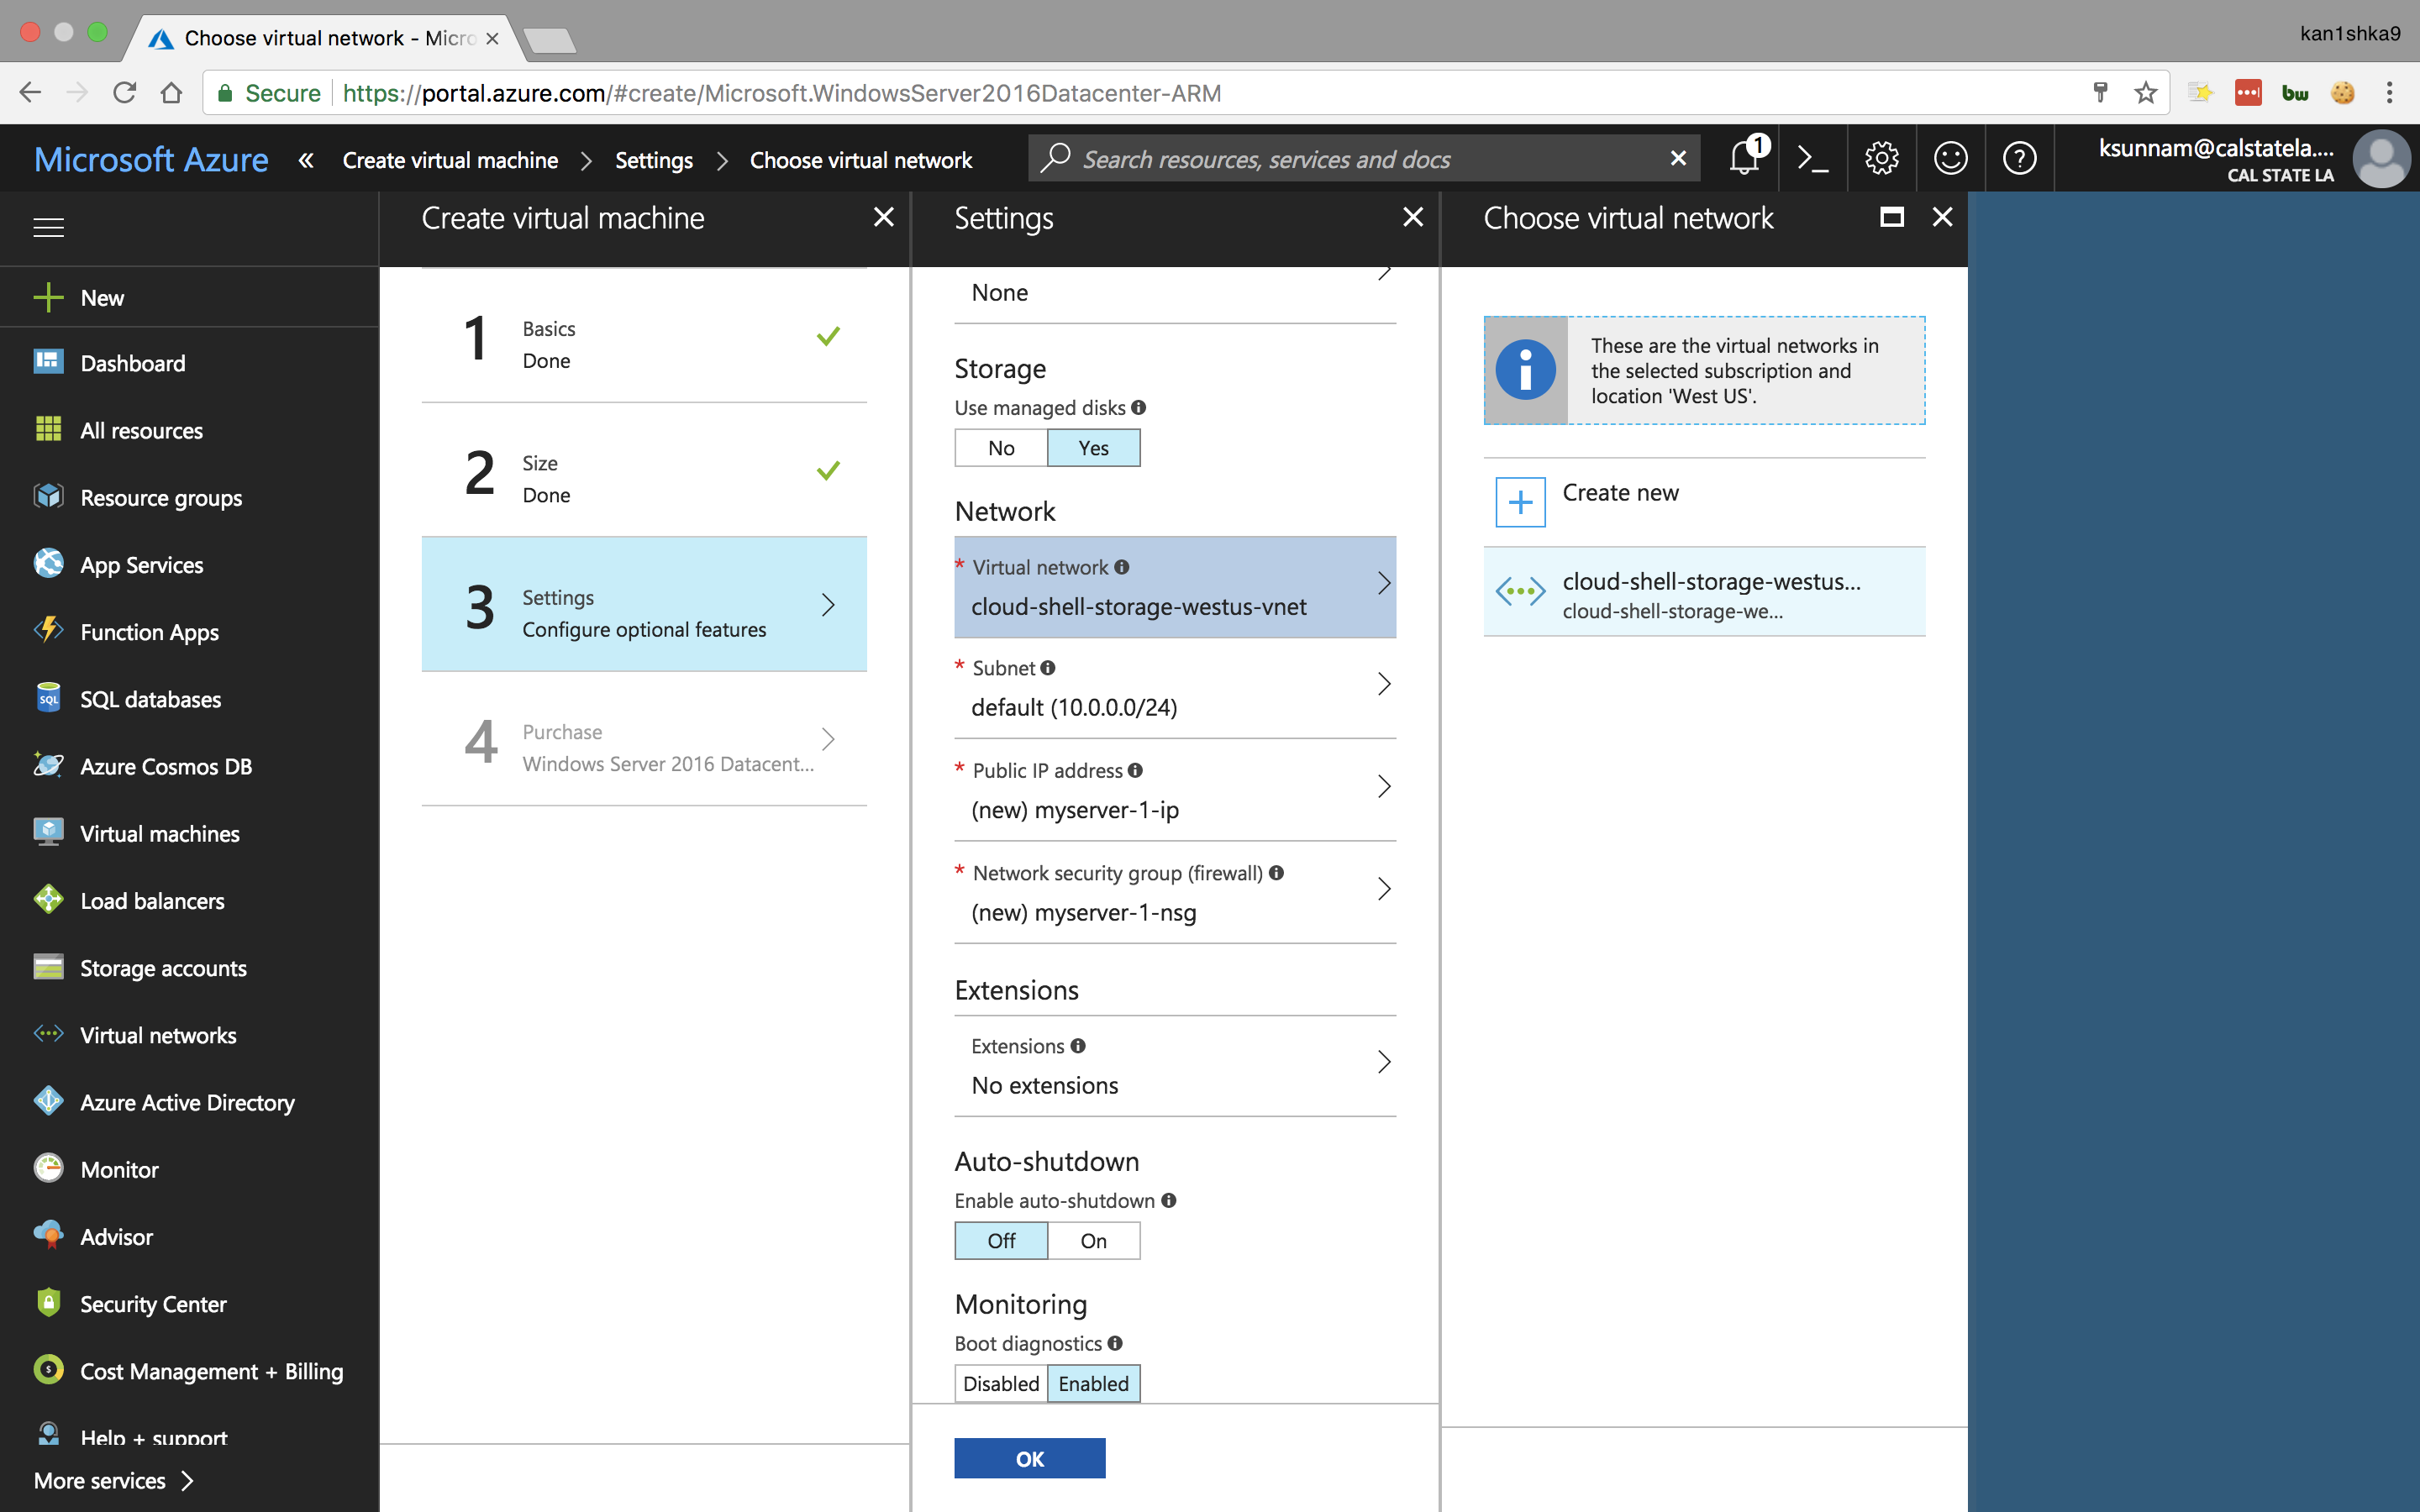 Choose virtual network - Micro
kan1shka9
Secure https://portal.azure.com/#create/Microsoft.WindowsServer2016Datacenter-ARM
bw
Microsoft Azure « Create virtual machine > Settings > Choose virtual network
Search resources, services and docs
1
ksunnam@calstatela....
CAL STATE LA
New
Dashboard
All resources
Resource groups
App Services
Function Apps
SQL databases
Azure Cosmos DB
Virtual machines
Load balancers
Storage accounts
Virtual networks
Azure Active Directory
Monitor
Advisor
Security Center
Cost Management + Billing
Help + support
More services
Create virtual machine
1 Basics
Done
2 Size
Done
3 Settings
Configure optional features
4 Purchase
Windows Server 2016 Datacent...
Settings
None
Storage
Use managed disks
No Yes
Network
* Virtual network
cloud-shell-storage-westus-vnet
* Subnet
default (10.0.0.0/24)
* Public IP address
(new) myserver-1-ip
* Network security group (firewall)
(new) myserver-1-nsg
Extensions
Extensions
No extensions
Auto-shutdown
Enable auto-shutdown
Off On
Monitoring
Boot diagnostics
Disabled Enabled
OK
Choose virtual network
These are the virtual networks in
the selected subscription and
location 'West US'.
Create new
cloud-shell-storage-westus...
cloud-shell-storage-we...